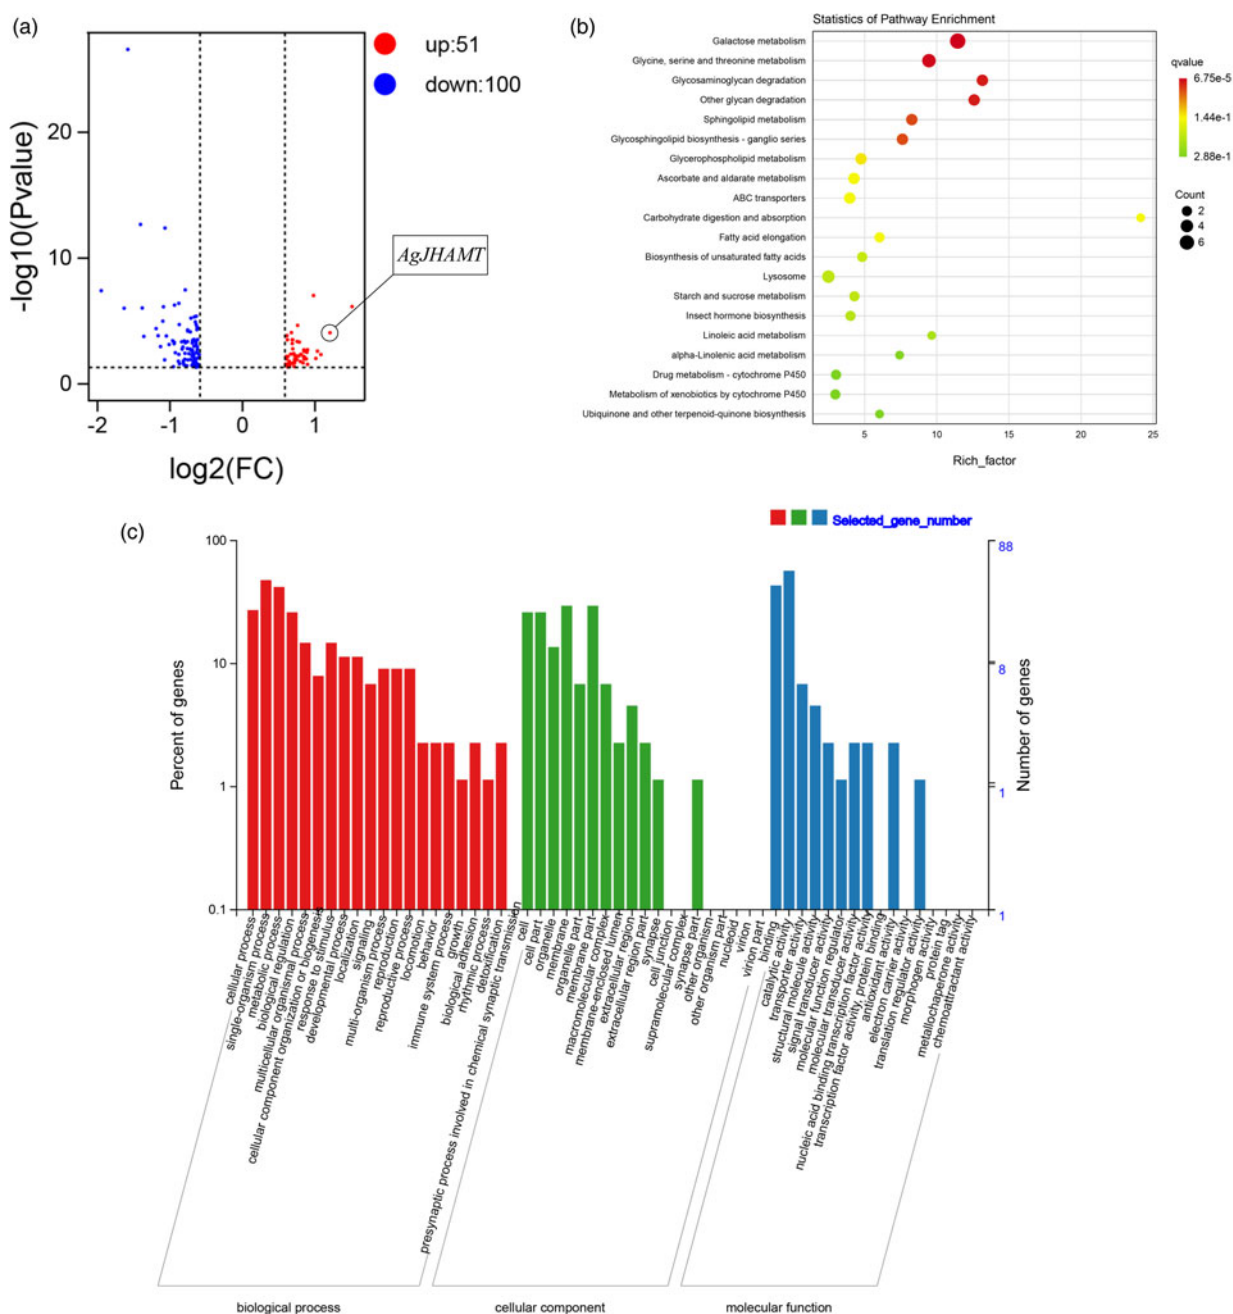 (a)
up:51
down:100
20
10
0
-log10(Pvalue)
AgJHAMT
-2
-1
0
1
log2(FC)
(b)
Statistics of Pathway Enrichment
Galactose metabolism
Glycine, serine and threonine metabolism
Glycosaminoglycan degradation
Other glycan degradation
Sphingolipid metabolism
Glycosphingolipid biosynthesis - ganglio series
Glycerophospholipid metabolism
Ascorbate and aldarate metabolism
ABC transporters
Carbohydrate digestion and absorption
Fatty acid elongation
Biosynthesis of unsaturated fatty acids
Lysosome
Starch and sucrose metabolism
Insect hormone biosynthesis
Linoleic acid metabolism
alpha-Linolenic acid metabolism
Drug metabolism - cytochrome P450
Metabolism of xenobiotics by cytochrome P450
Ubiquinone and other terpenoid-quinone biosynthesis
5
10
15
20
25
Rich_factor
qvalue
6.75e-5
1.44e-1
2.88e-1
Count
2
4
6
(c)
Selected_gene_number
100
10
1
0.1
Percent of genes
88
8
1
1
Number of genes
cellular process
single-organism process
metabolic process
biological regulation
multicellular organismal process
cellular component organization or biogenesis
response to stimulus
developmental process
localization
signaling
multi-organism process
reproduction
reproductive process
locomotion
behavior
immune system process
growth
biological adhesion
rhythmic process
detoxification
presynaptic process involved in chemical synaptic transmission
cell
cell part
organelle
membrane
organelle part
membrane part
macromolecular complex
membrane-enclosed lumen
extracellular region
extracellular region part
synapse
cell junction
supramolecular complex
synapse part
other organism
other organism part
nucleoid
virion
virion part
binding
catalytic activity
transporter activity
structural molecule activity
signal transducer activity
molecular function regulator
molecular transducer activity
nucleic acid binding transcription factor activity
transcription factor activity, protein binding
antioxidant activity
electron carrier activity
translation regulator activity
morphogen activity
protein tag
metallochaperone activity
chemoattractant activity
biological process
cellular component
molecular function